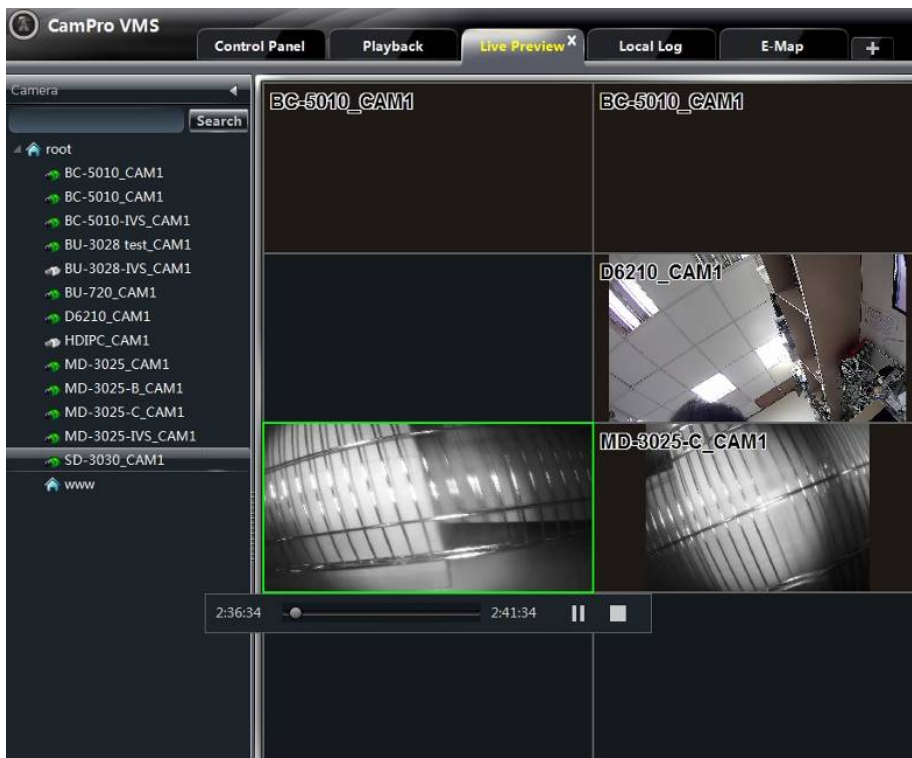 CamPro VMS
Control Panel
Playback
Live Preview X
Local Log
E-Map
+
Camera
Search
root
BC-5010_CAM1
BC-5010_CAM1
BC-5010-IVS_CAM1
BU-3028 test_CAM1
BU-3028-IVS_CAM1
BU-720_CAM1
D6210_CAM1
HDIPC_CAM1
MD-3025_CAM1
MD-3025-B_CAM1
MD-3025-C_CAM1
MD-3025-IVS_CAM1
SD-3030_CAM1
www
BC-5010_CAM1
BC-5010_CAM1
D6210_CAM1
MD-3025-C_CAM1
2:36:34
2:41:34